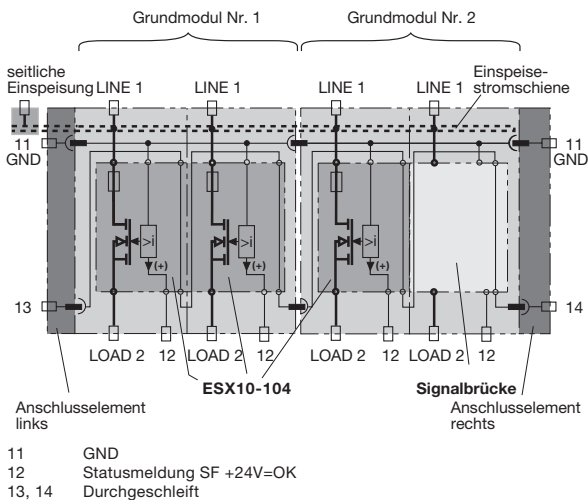 Grundmodul Nr. 1 Grundmodul Nr. 2
seitliche
Einspeisung
LINE 1 LINE 1 LINE 1 LINE 1
Einspeise-
stromschiene
11
GND
11
GND
>i >i >i
(+) (+) (+)
13 14
LOAD 2 12 LOAD 2 12 LOAD 2 12 LOAD 2 12
ESX10-104
Signalbrücke
Anschlusselement
links
Anschlusselement
rechts
11 GND
12 Statusmeldung SF +24V=OK
13, 14 Durchgeschleift